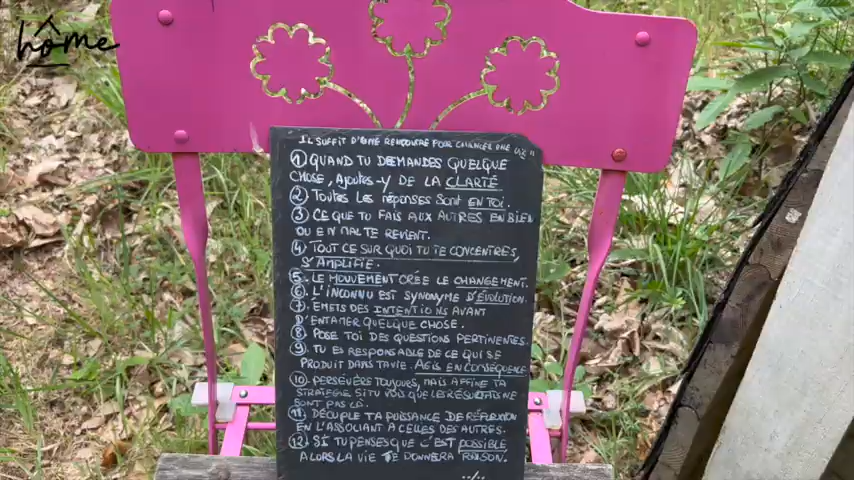 hôme
IL SUFFIT D'UNE RENCONTRE POUR CHANGER UNE VIE"
① QUAND TU DEMANDES QUELQUE
CHOSE, AJOUTES-Y DE LA CLARTÉ
② TOUTES LES RÉPONSES SONT EN TOI.
③ CE QUE TU FAIS AUX AUTRES EN BIEN
OU EN MAL TE REVIENT.
④ TOUT CE SUR QUOI TU TE CONCENTRES,
S'AMPLIFIE.
⑤ LE MOUVEMENT CRÉE LE CHANGEMENT.
⑥ L'INCONNU EST SYNONYME D'ÉVOLUTION.
⑦ EMETS DES INTENTIONS AVANT
D'ENTAMER QUELQUE CHOSE.
⑧ POSE TOI DES QUESTIONS PERTINENTES.
⑨ TU ES RESPONSABLE DE CE QUI SE
PRODUIT DANS TA VIE. AGIS EN CONSÉQUENCE
⑩ PERSÉVÈRE TOUJOURS, MAIS AFFINE TA
STRATÉGIE SI TU VOIS QUE LES RÉSULTATS NE
SONT PAS LÀ.
⑪ DÉCUPLE TA PUISSANCE DE RÉFLEXION
EN L'ASSOCIANT À CELLES DES AUTRES.
⑫ SI TU PENSES QUE C'EST POSSIBLE
ALORS LA VIE TE DONNERA RAISON.
../..